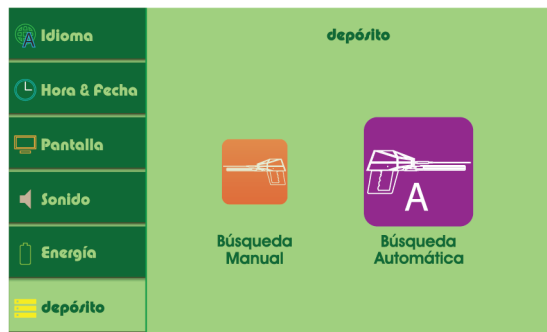 Idioma
Hora & Fecha
Pantalla
Sonido
Energía
depósito
depósito
Búsqueda
Manual
A
Búsqueda
Automática